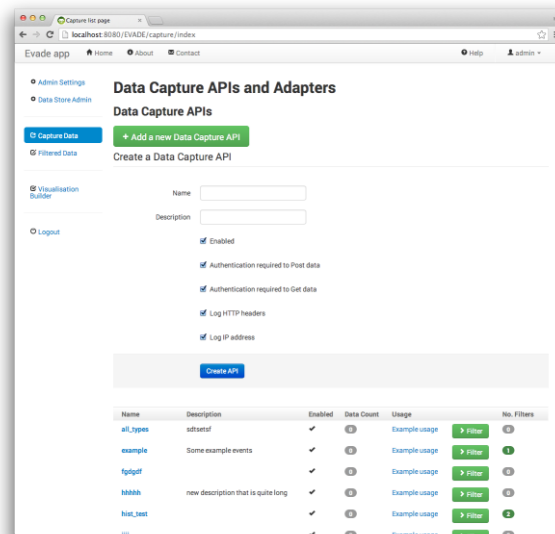 Capture list page
localhost:8080/EVADE/capture/index
Evade app Home About Contact Help admin
Admin Settings
Data Store Admin
Capture Data
Filtered Data
Visualisation
Builder
Logout
Data Capture APIs and Adapters
Data Capture APIs
+ Add a new Data Capture API
Create a Data Capture API
Name
Description
Enabled
Authentication required to Post data
Authentication required to Get data
Log HTTP headers
Log IP address
Create API
Name Description Enabled Data Count Usage No. Filters
all_types sdtsetsf 0 Example usage Filter 0
example Some example events 0 Example usage Filter 1
fgdgdf 0 Example usage Filter 0
hhhhh new description that is quite long 0 Example usage Filter 0
hist_test 0 Example usage Filter 2